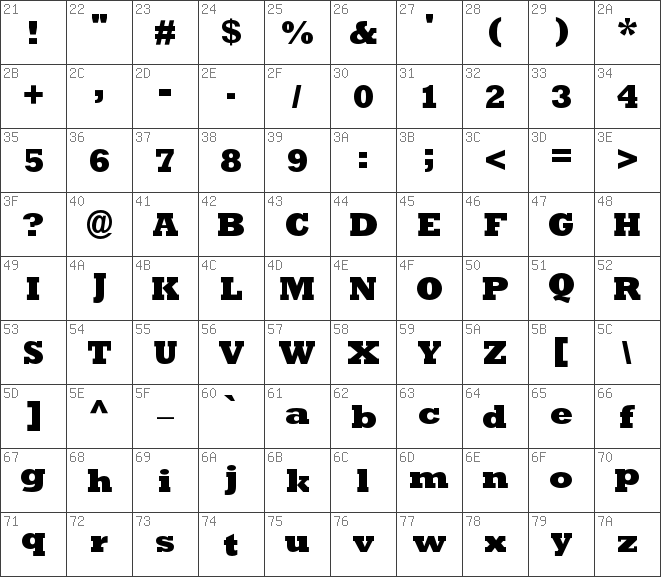 21 22 23 24 25 26 27 28 29 2A
! " # $ % & ' ( ) *
2B 2C 2D 2E 2F 30 31 32 33 34
+ , - . / 0 1 2 3 4
35 36 37 38 39 3A 3B 3C 3D 3E
5 6 7 8 9 : ; < = >
3F 40 41 42 43 44 45 46 47 48
? @ A B C D E F G H
49 4A 4B 4C 4D 4E 4F 50 51 52
I J K L M N O P Q R
53 54 55 56 57 58 59 5A 5B 5C
S T U V W X Y Z [ \
5D 5E 5F 60 61 62 63 64 65 66
] ^ _ ` a b c d e f
67 68 69 6A 6B 6C 6D 6E 6F 70
g h i j k l m n o p
71 72 73 74 75 76 77 78 79 7A
q r s t u v w x y z